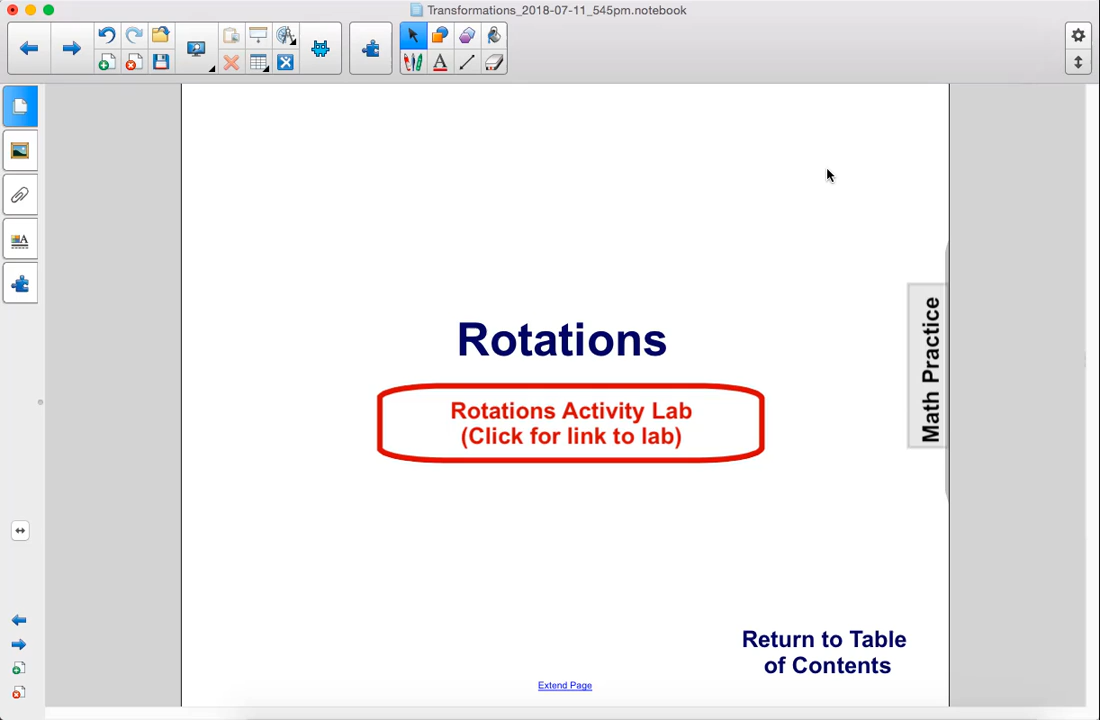 Transformations_2018-07-11_545pm.notebook
Rotations
Rotations Activity Lab
(Click for link to lab)
Math Practice
Return to Table
of Contents
Extend Page